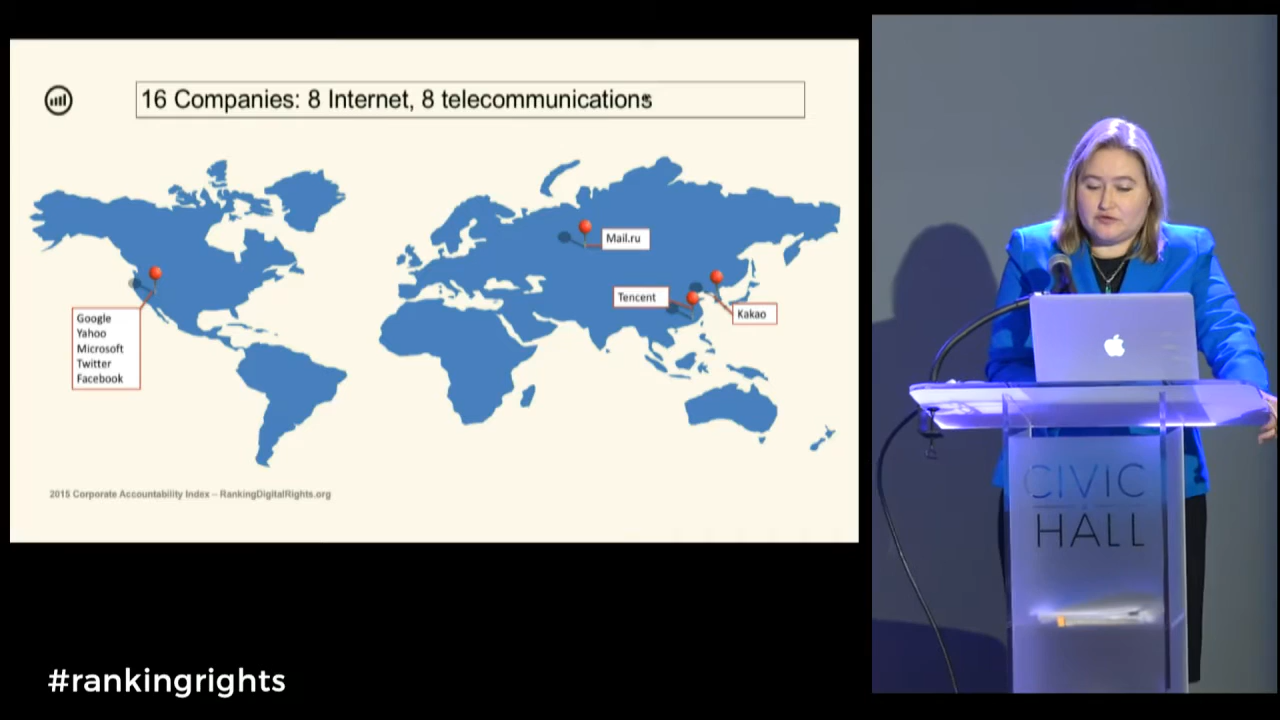 16 Companies: 8 Internet, 8 telecommunications
Mail.ru
Tencent
Kakao
Google
Yahoo
Microsoft
Twitter
Facebook
2015 Corporate Accountability Index – RankingDigitalRights.org
#rankingrights
CIVIC
HALL